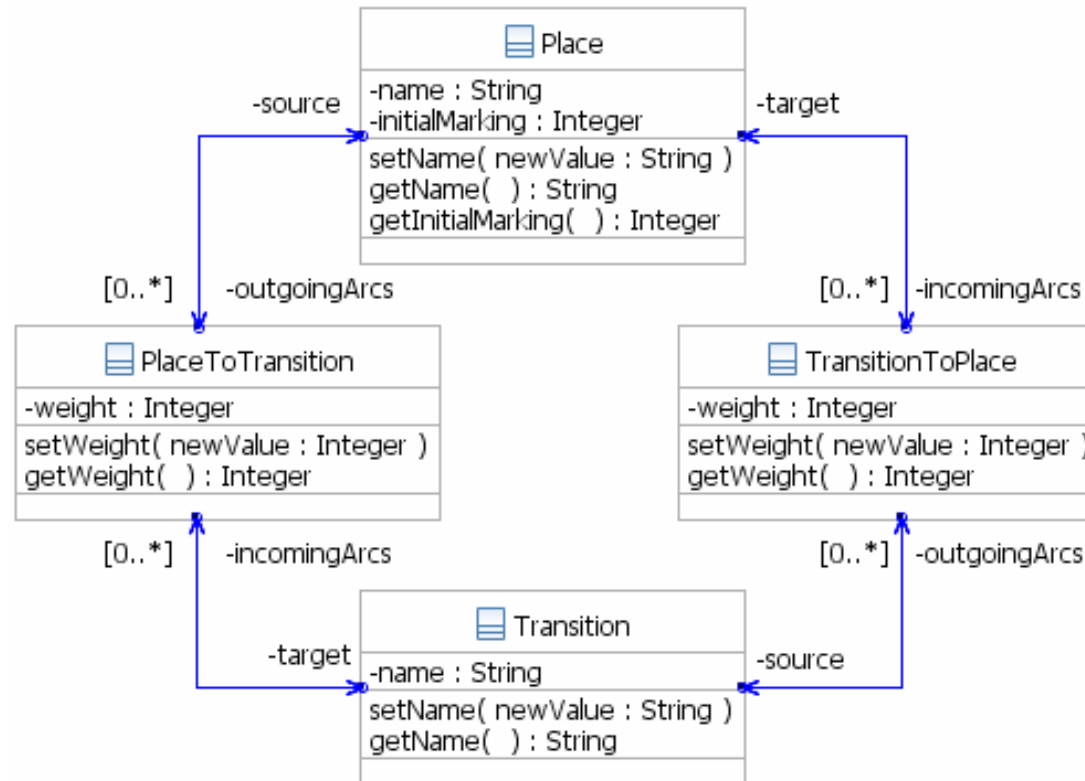 Place
-source
-name : String
-target
-initialMarking : Integer
setName( newValue : String )
getName(  ) : String
getInitialMarking(  ) : Integer
[0..*]
-outgoingArcs
[0..*]
-incomingArcs
PlaceToTransition
-weight : Integer
setWeight( newValue : Integer )
getWeight(  ) : Integer
TransitionToPlace
-weight : Integer
setWeight( newValue : Integer )
getWeight(  ) : Integer
[0..*]
-incomingArcs
[0..*]
-outgoingArcs
Transition
-target
-name : String
-source
setName( newValue : String )
getName(  ) : String